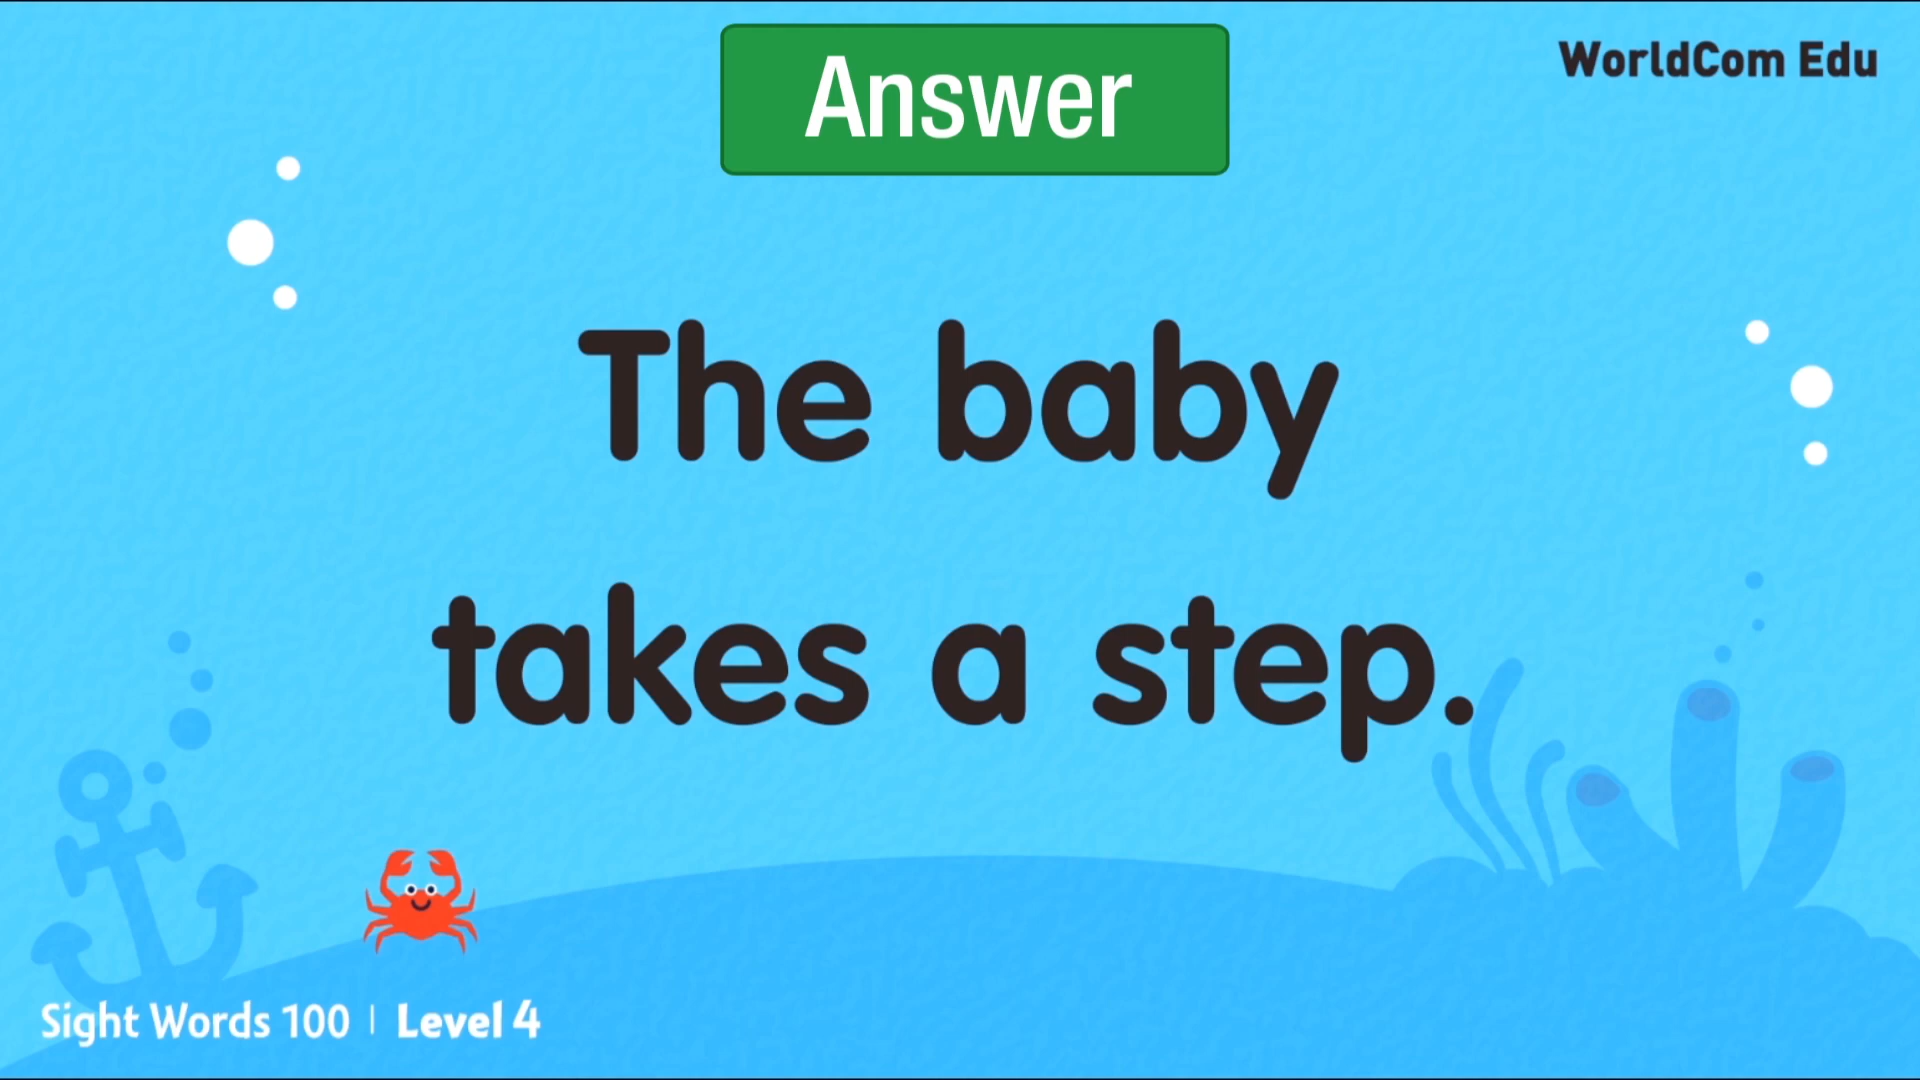 Answer
WorldCom Edu
The baby
takes a step.
Sight Words 100 | Level 4